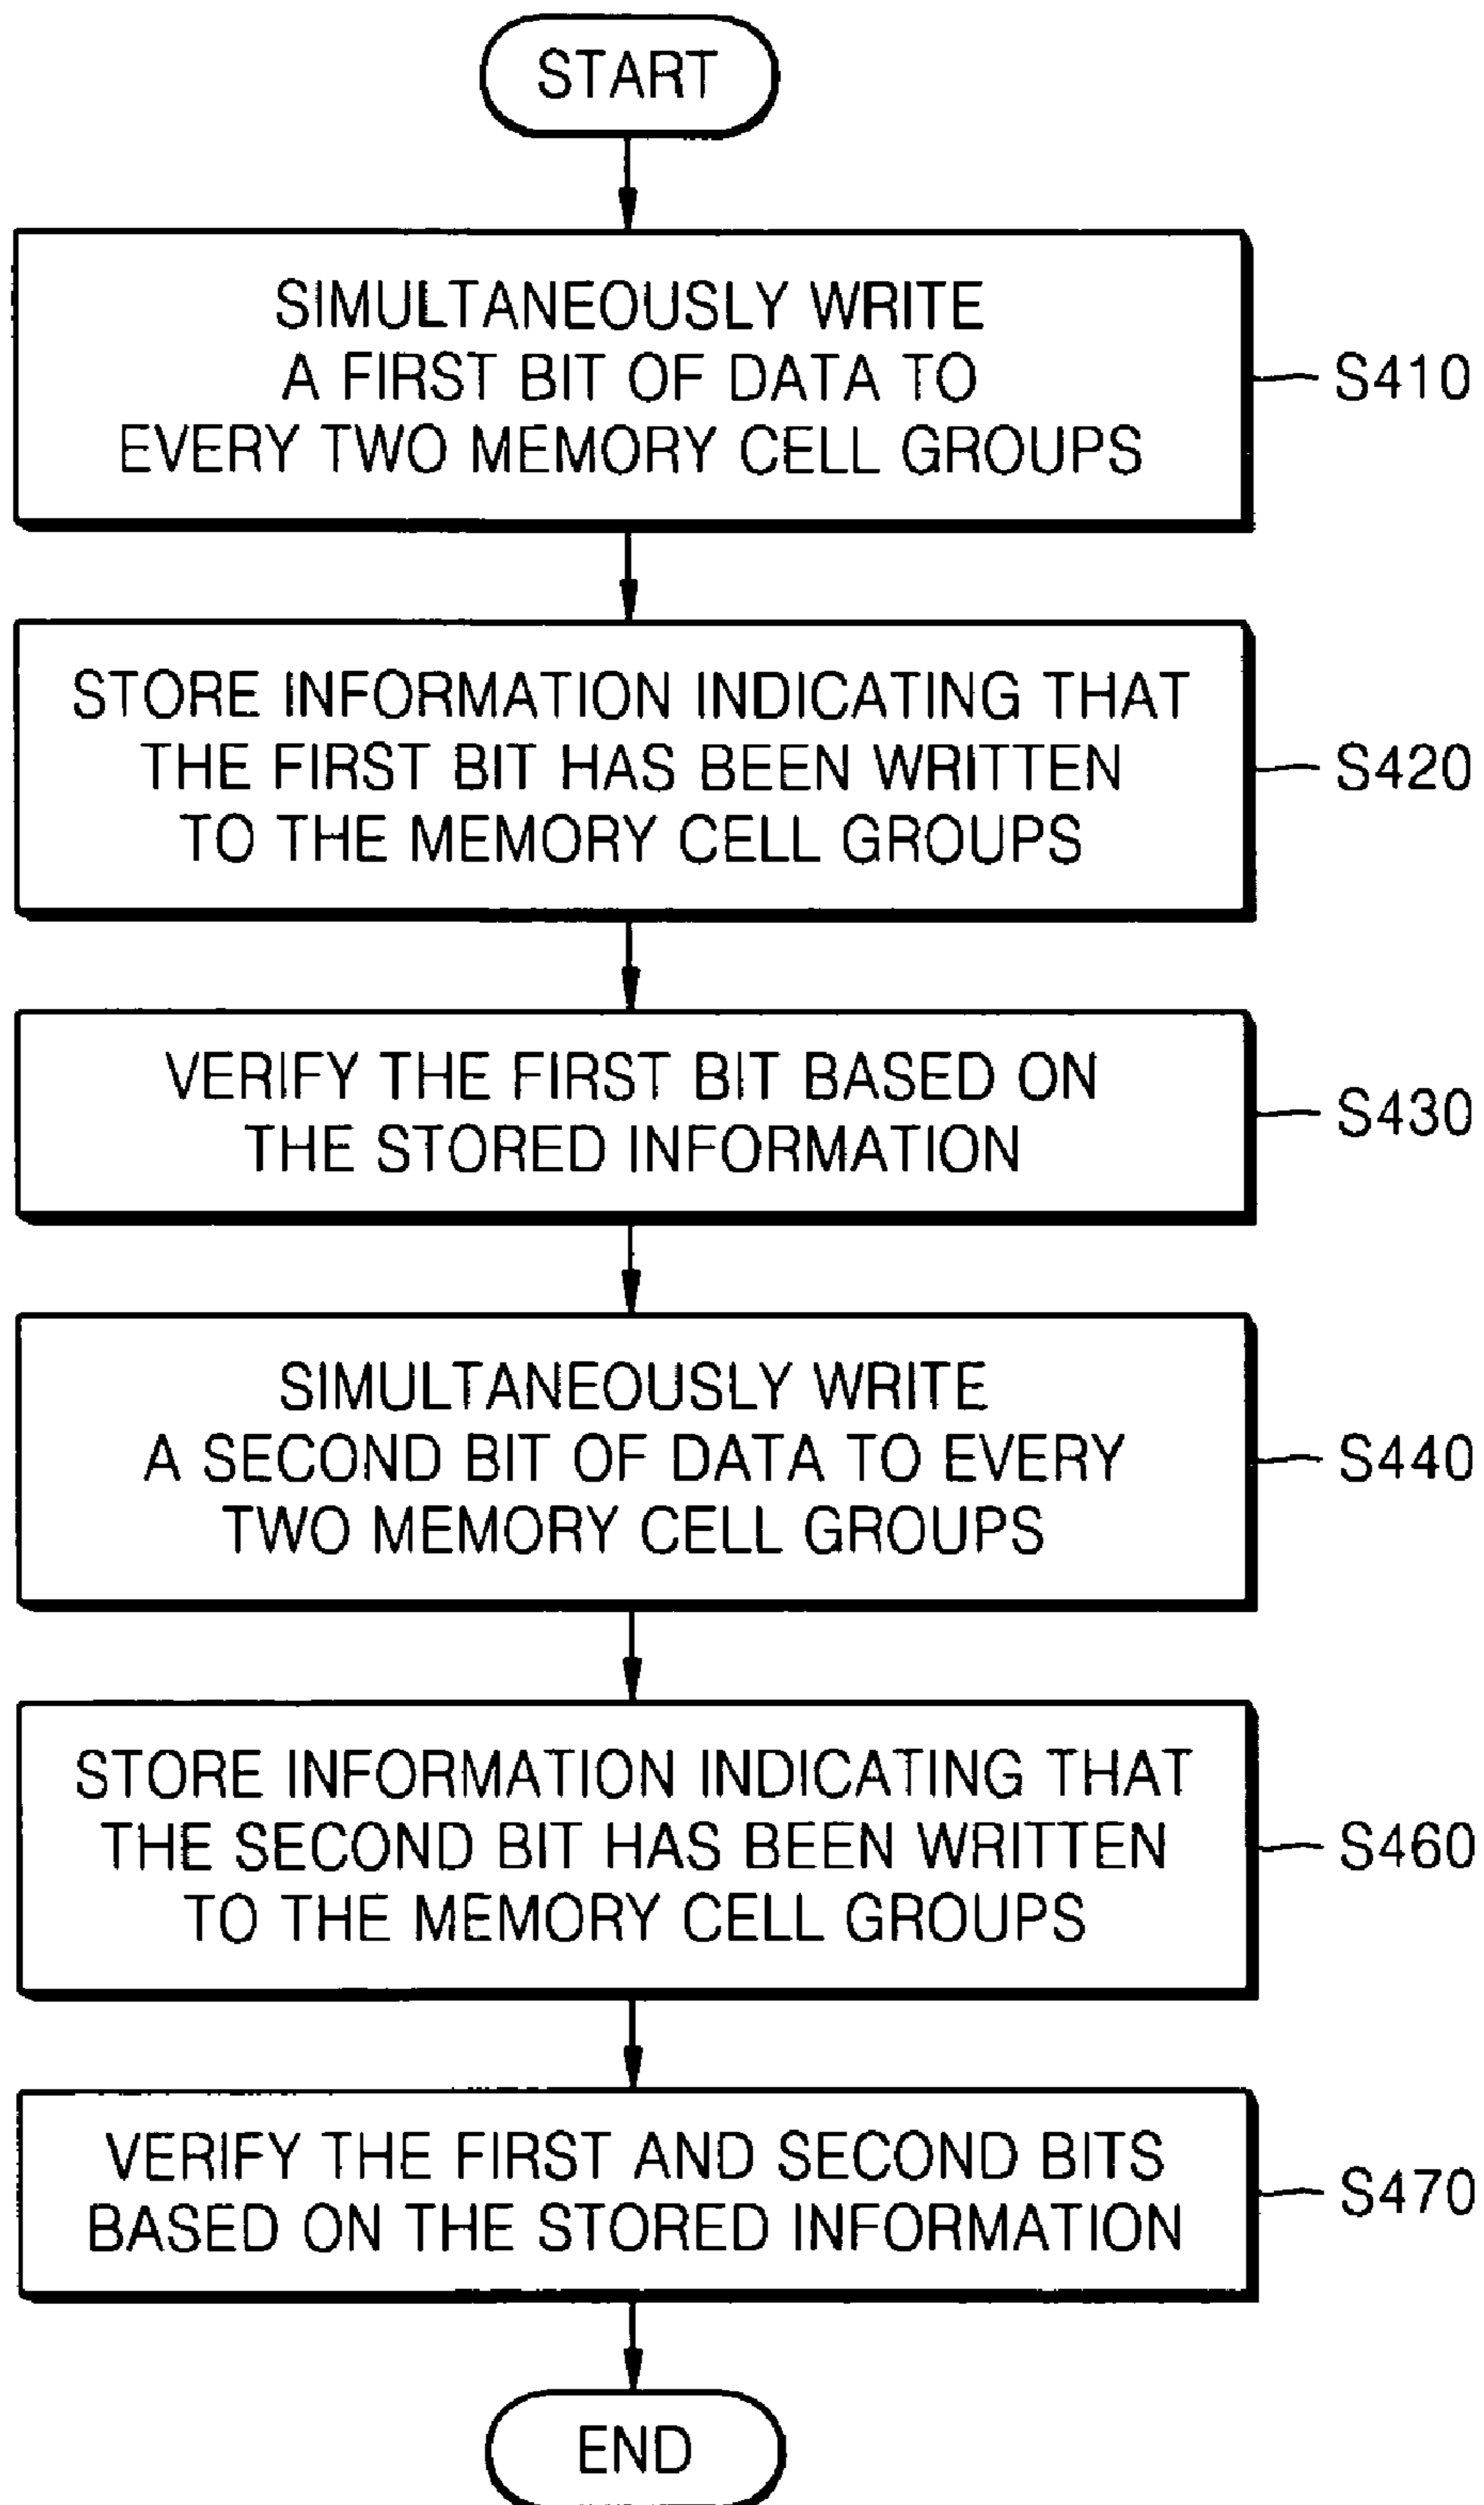 START
SIMULTANEOUSLY WRITE
A FIRST BIT OF DATA TO
EVERY TWO MEMORY CELL GROUPS
S410
STORE INFORMATION INDICATING THAT
THE FIRST BIT HAS BEEN WRITTEN
TO THE MEMORY CELL GROUPS
S420
VERIFY THE FIRST BIT BASED ON
THE STORED INFORMATION
S430
SIMULTANEOUSLY WRITE
A SECOND BIT OF DATA TO EVERY
TWO MEMORY CELL GROUPS
S440
STORE INFORMATION INDICATING THAT
THE SECOND BIT HAS BEEN WRITTEN
TO THE MEMORY CELL GROUPS
S460
VERIFY THE FIRST AND SECOND BITS
BASED ON THE STORED INFORMATION
S470
END